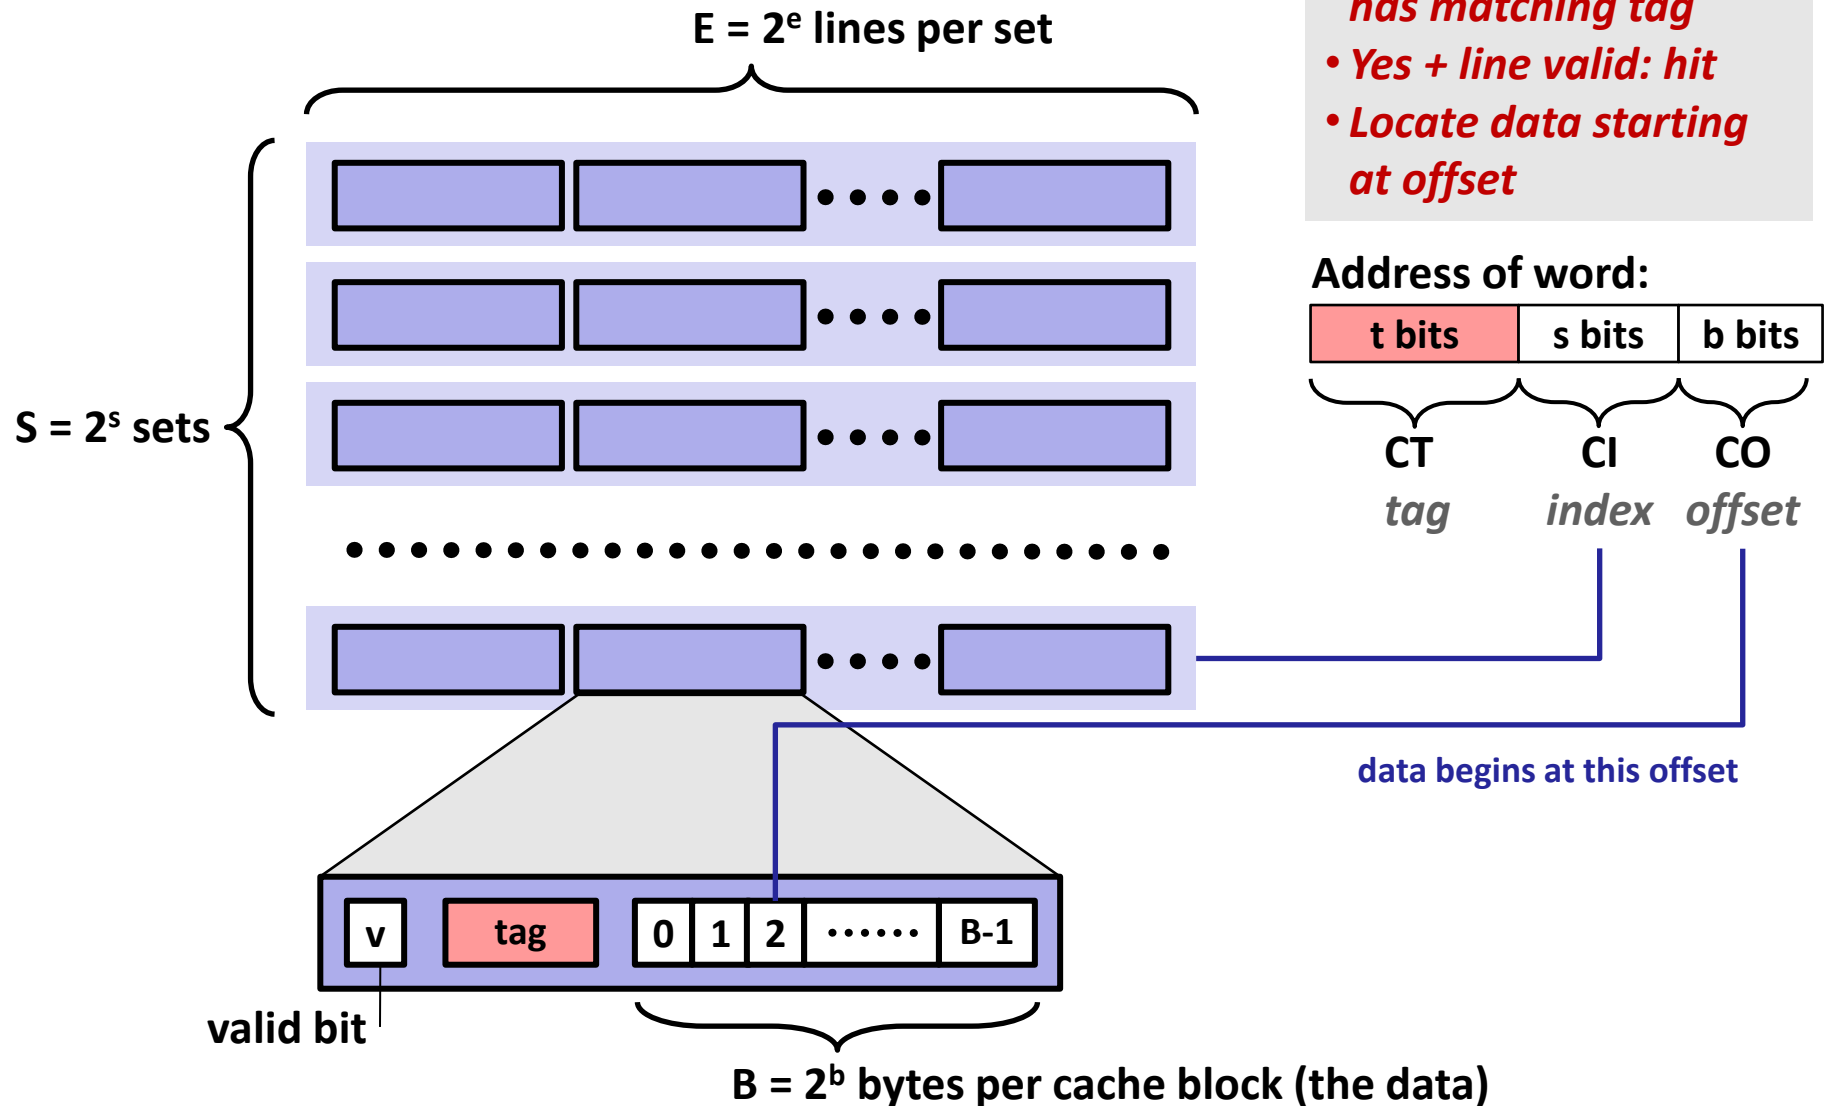 E = 2ᵉ lines per set
has matching tag
• Yes + line valid: hit
• Locate data starting
at offset
Address of word:
t bits s bits b bits
S = 2ˢ sets
CT CI CO
tag index offset
data begins at this offset
v tag 0 1 2 •••••• B-1
valid bit
B = 2ᵇ bytes per cache block (the data)